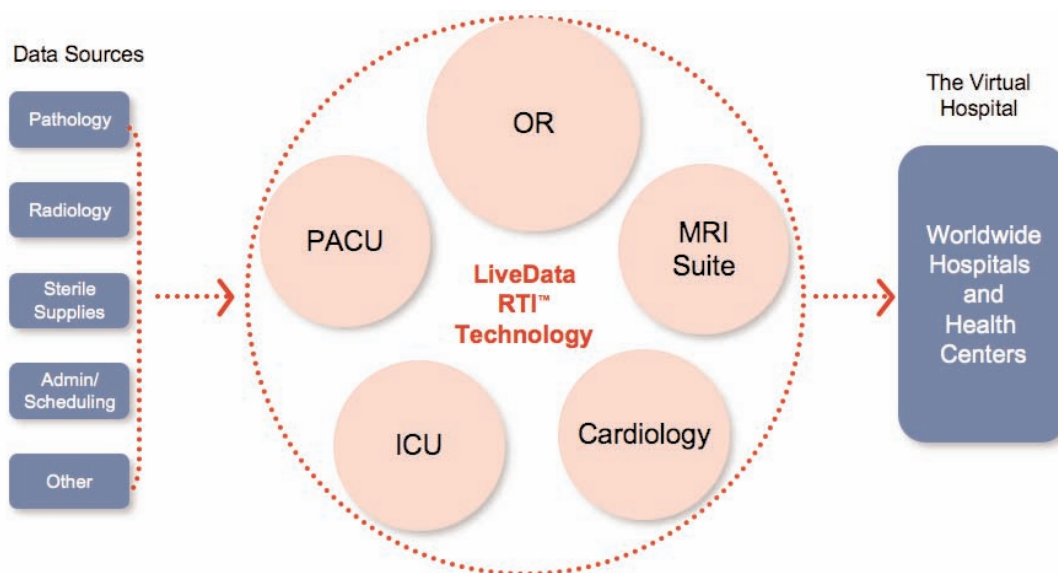 Data Sources
Pathology
Radiology
Sterile
Supplies
Admin/
Scheduling
Other
OR
PACU
MRI
Suite
LiveData
RTI™
Technology
ICU
Cardiology
The Virtual
Hospital
Worldwide
Hospitals
and
Health
Centers